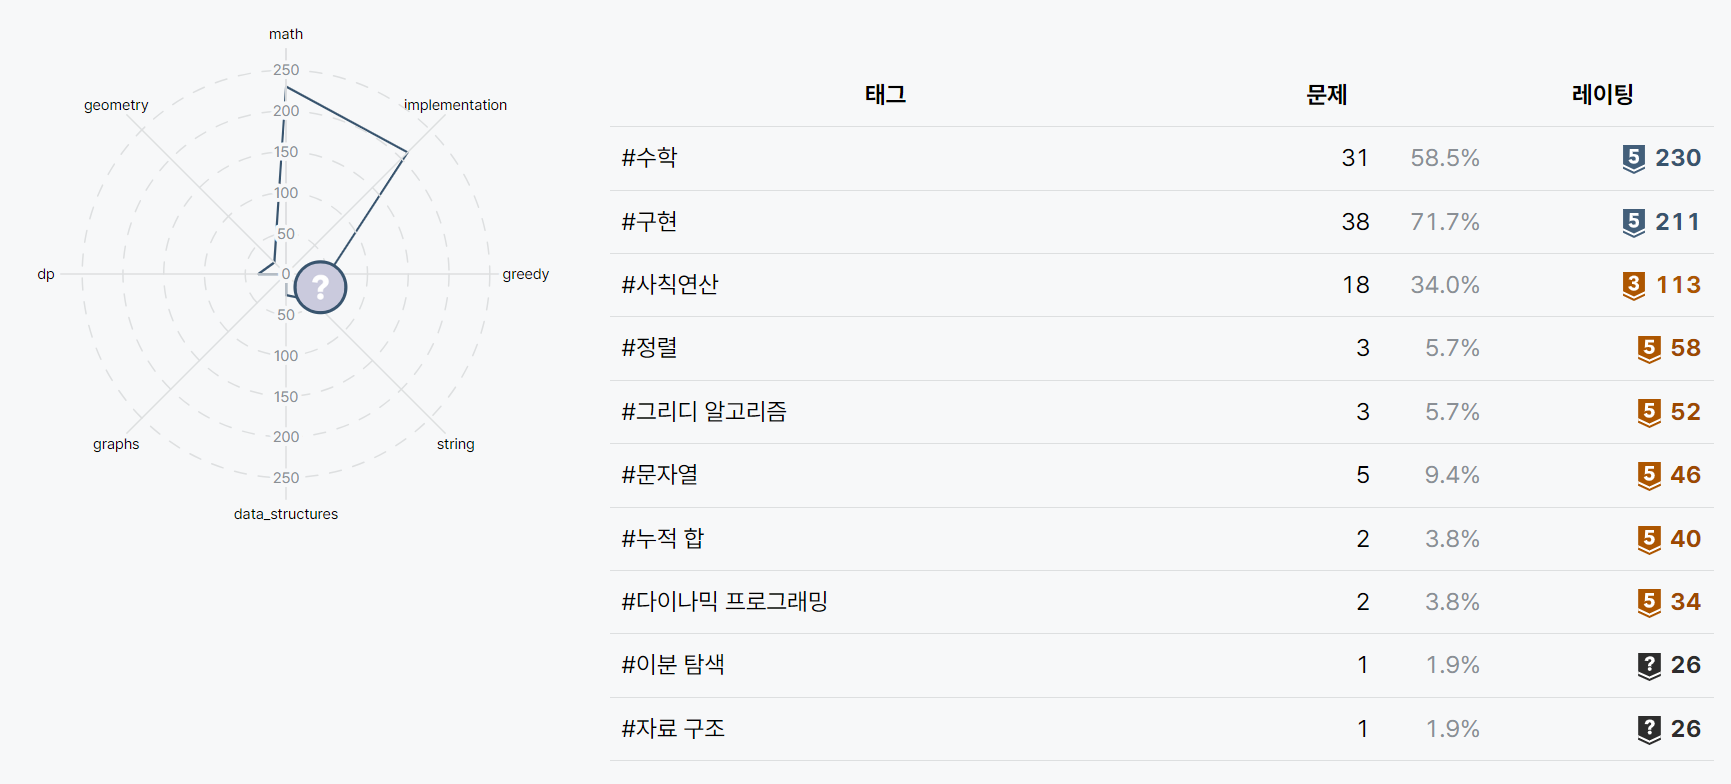 math
250
geometry
implementation
200
150
100
50
dp
0
greedy
?
50
100
150
200
graphs
string
250
data_structures
태그 문제 레이팅
#수학 31 58.5% 5 230
#구현 38 71.7% 5 211
#사칙연산 18 34.0% 3 113
#정렬 3 5.7% 5 58
#그리디 알고리즘 3 5.7% 5 52
#문자열 5 9.4% 5 46
#누적 합 2 3.8% 5 40
#다이나믹 프로그래밍 2 3.8% 5 34
#이분 탐색 1 1.9% ? 26
#자료 구조 1 1.9% ? 26